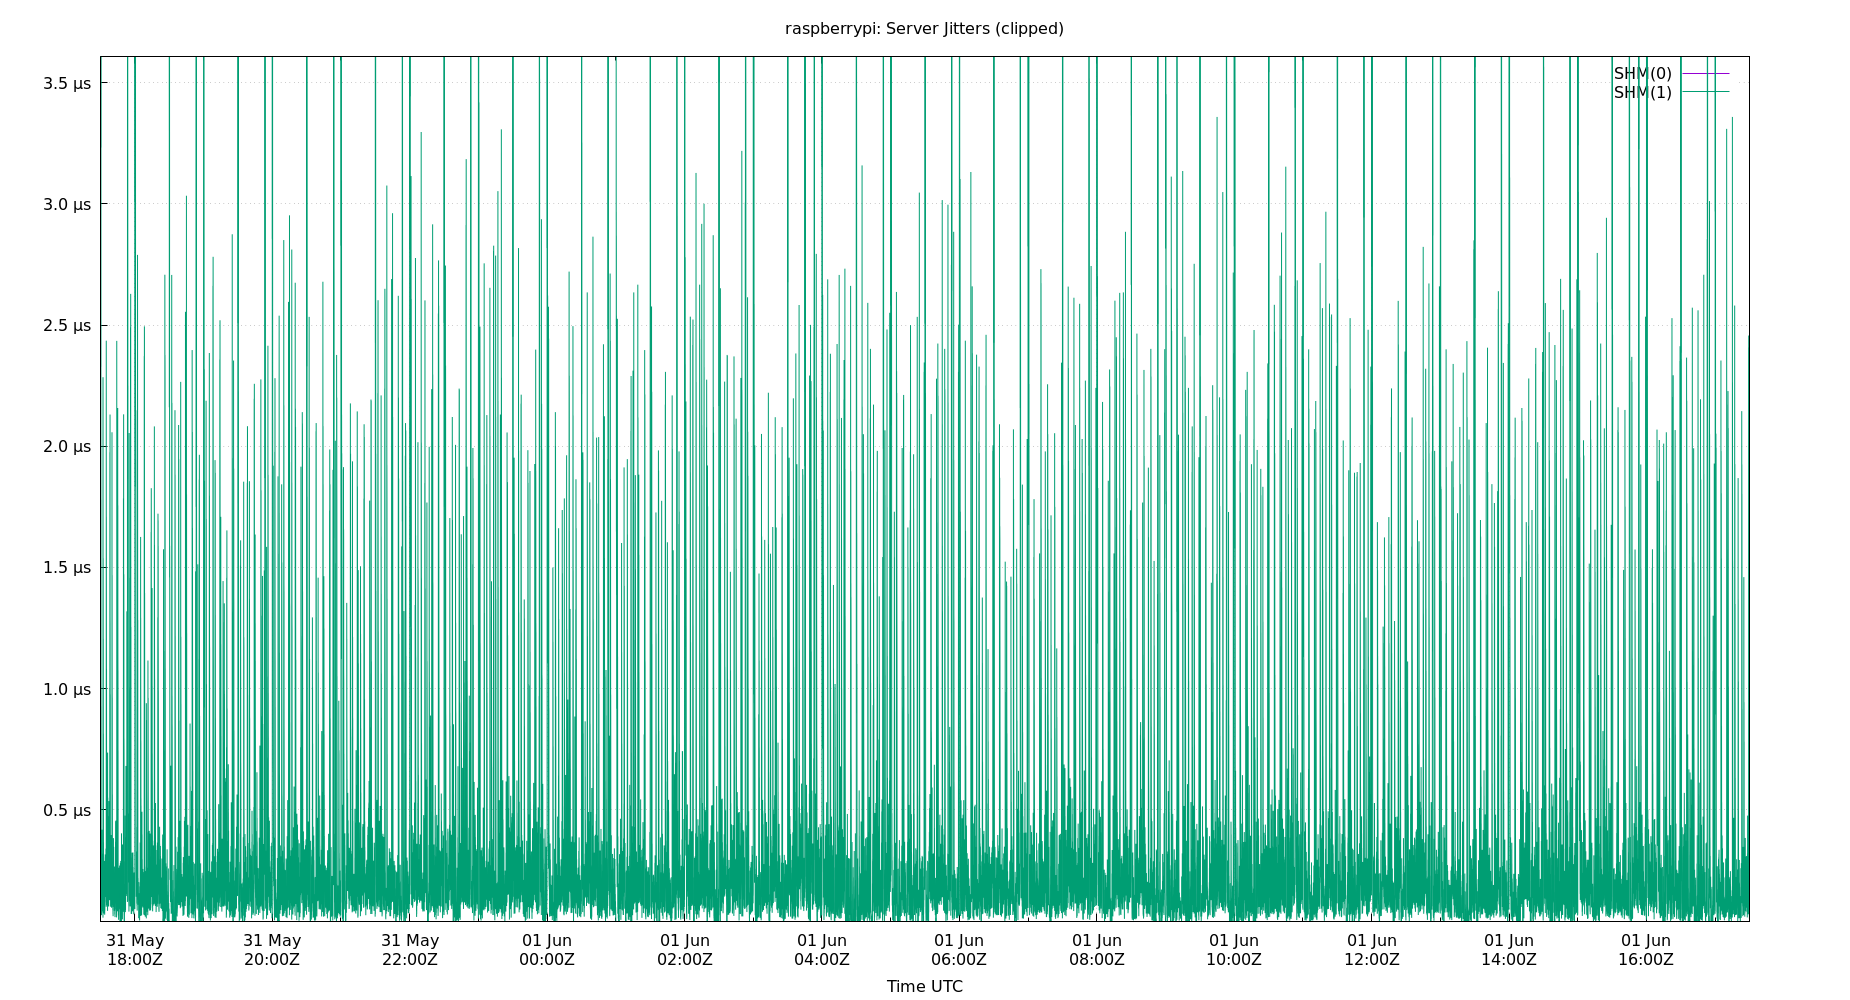 raspberrypi: Server Jitters (clipped)
SHM(0)
SHM(1)
3.5 µs
3.0 µs
2.5 µs
2.0 µs
1.5 µs
1.0 µs
0.5 µs
31 May 31 May 31 May 01 Jun 01 Jun 01 Jun 01 Jun 01 Jun 01 Jun 01 Jun 01 Jun 01 Jun
18:00Z 20:00Z 22:00Z 00:00Z 02:00Z 04:00Z 06:00Z 08:00Z 10:00Z 12:00Z 14:00Z 16:00Z
Time UTC